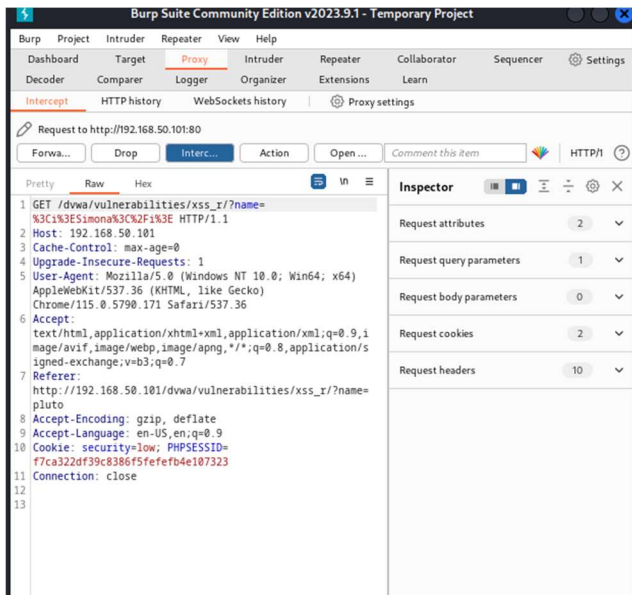 Burp Suite Community Edition v2023.9.1 - Temporary Project
Burp Project Intruder Repeater View Help
Dashboard Target Proxy Intruder Repeater Collaborator Sequencer Settings
Decoder Comparer Logger Organizer Extensions Learn
Intercept HTTP history WebSockets history Proxy settings
Request to http://192.168.50.101:80
Forwa... Drop Interc... Action Open ... Comment this item HTTP/1 ?
Pretty Raw Hex \n Inspector
1 GET /dvwa/vulnerabilities/xss_r/?name=
%3Ci%3ESimona%3C%2Fi%3E HTTP/1.1
2 Host: 192.168.50.101
3 Cache-Control: max-age=0
4 Upgrade-Insecure-Requests: 1
5 User-Agent: Mozilla/5.0 (Windows NT 10.0; Win64; x64)
AppleWebKit/537.36 (KHTML, like Gecko)
Chrome/115.0.5790.171 Safari/537.36
6 Accept:
text/html,application/xhtml+xml,application/xml;q=0.9,i
mage/avif,image/webp,image/apng,*/*;q=0.8,application/s
igned-exchange;v=b3;q=0.7
7 Referer:
http://192.168.50.101/dvwa/vulnerabilities/xss_r/?name=
pluto
8 Accept-Encoding: gzip, deflate
9 Accept-Language: en-US,en;q=0.9
10 Cookie: security=low; PHPSESSID=
f7ca322df39c8386f5fefefb4e107323
11 Connection: close
12
13
Request attributes 2
Request query parameters 1
Request body parameters 0
Request cookies 2
Request headers 10